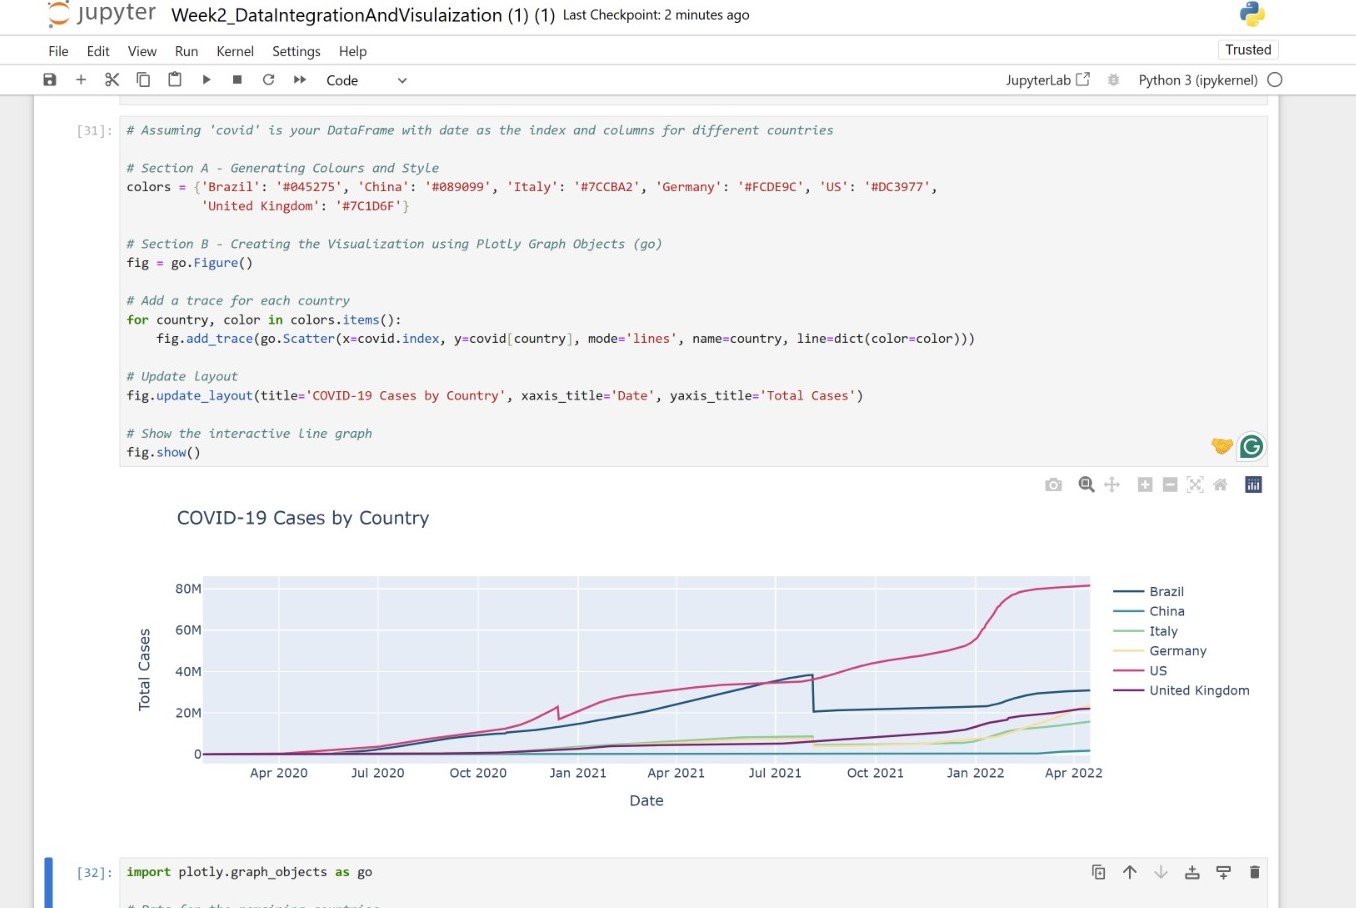 jupyter Week2_DataIntegrationAndVisulaization (1) (1) Last Checkpoint: 2 minutes ago
File Edit View Run Kernel Settings Help Trusted
Code JupyterLab Python 3 (ipykernel)
[31]: # Assuming 'covid' is your DataFrame with date as the index and columns for different countries
# Section A - Generating Colours and Style
colors = {'Brazil': '#045275', 'China': '#089099', 'Italy': '#7CCBA2', 'Germany': '#FCDE9C', 'US': '#DC3977',
'United Kingdom': '#7C1D6F'}
# Section B - Creating the Visualization using Plotly Graph Objects (go)
fig = go.Figure()
# Add a trace for each country
for country, color in colors.items():
fig.add_trace(go.Scatter(x=covid.index, y=covid[country], mode='lines', name=country, line=dict(color=color)))
# Update layout
fig.update_layout(title='COVID-19 Cases by Country', xaxis_title='Date', yaxis_title='Total Cases')
# Show the interactive line graph
fig.show()
COVID-19 Cases by Country
Total Cases
80M
60M
40M
20M
0
Apr 2020 Jul 2020 Oct 2020 Jan 2021 Apr 2021 Jul 2021 Oct 2021 Jan 2022 Apr 2022
Date
Brazil
China
Italy
Germany
US
United Kingdom
[32]: import plotly.graph_objects as go
# Data for the remaining countries